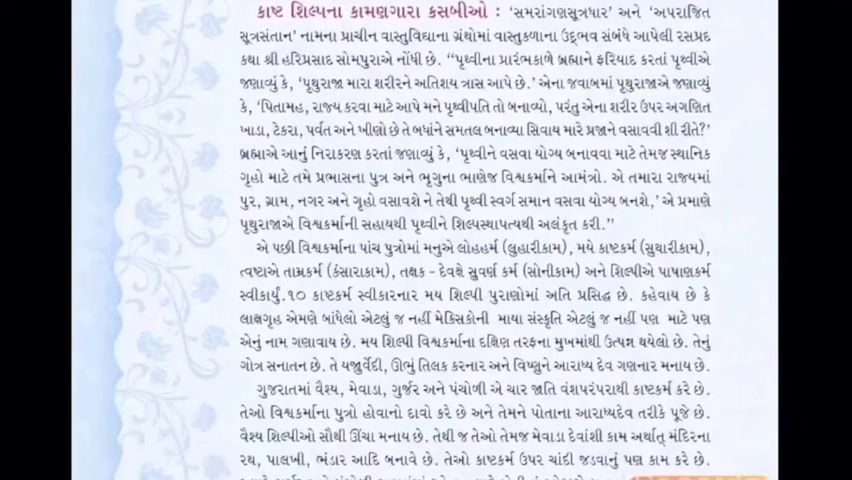 કાષ્ટ શિલ્પના કામણગારા કસબીઓ : 'સમરાંગણસુત્રધાર' અને 'અપરાજિત
સૂત્રસંતાન' નામના પ્રાચીન વાસ્તુવિદ્યાના ગ્રંથોમાં વાસ્તુકળાના ઉદ્દ્ભવ સંબંધે આપેલી રસપ્રદ
કથા શ્રી હરિપ્રસાદ સોમપુરાએ નોંધી છે. "પૃથ્વીના પ્રારંભકાળે બ્રહ્માને ફરિયાદ કરતાં પૃથ્વીએ
જણાવ્યું કે, 'પૃથુરાજા મારા શરીરને અતિશય ત્રાસ આપે છે.' એના જવાબમાં પૃથુરાજાએ જણાવ્યું
કે, 'પિતામહ, રાજ્ય કરવા માટે આપે મને પૃથ્વીપતિ તો બનાવ્યો, પરંતુ એના શરીર ઉપર અગણિત
ખાડા, ટેકરા, પર્વત અને ખીણો છે તે બધાંને સમતલ બનાવ્યા સિવાય મારે પ્રજાને વસાવવી શી રીતે?'
બ્રહ્માએ આનું નિરાકરણ કરતાં જણાવ્યું કે, 'પૃથ્વીને વસવા યોગ્ય બનાવવા માટે તેમજ સ્થાનિક
ગૃહો માટે તમે પ્રભાસના પુત્ર અને ભૃગુના ભાણેજ વિશ્વકર્માને આમંત્રો. એ તમારા રાજ્યમાં
પુર, ગ્રામ, નગર અને ગૃહો વસાવશે ને તેથી પૃથ્વી સ્વર્ગ સમાન વસવા યોગ્ય બનશે,' એ પ્રમાણે
પૃથુરાજાએ વિશ્વકર્માની સહાયથી પૃથ્વીને શિલ્પસ્થાપત્યથી અલંકૃત કરી."
એ પછી વિશ્વકર્માના પાંચ પુત્રોમાં મનુએ લોહહર્મ (લુહારીકામ), મયે કાષ્ટકર્મ (સુથારીકામ),
ત્વષ્ટાએ તામ્રકર્મ (કંસારાકામ), તક્ષક - દેવજ્ઞે સુવર્ણ કર્મ (સોનીકામ) અને શિલ્પીએ પાષાણકર્મ
સ્વીકાર્યું.૧૦ કાષ્ટકર્મ સ્વીકારનાર મય શિલ્પી પુરાણોમાં અતિ પ્રસિદ્ધ છે. કહેવાય છે કે
લાક્ષગૃહ એમણે બાંધેલો એટલું જ નહીં મેક્સિકોની માયા સંસ્કૃતિ એટલું જ નહીં પણ માટે પણ
એનું નામ ગણાવાય છે. મય શિલ્પી વિશ્વકર્માના દક્ષિણ તરફના મુખમાંથી ઉત્પન્ન થયેલો છે. તેનું
ગોત્ર સનાતન છે. તે યજુર્વેદી, ઊભું તિલક કરનાર અને વિષ્ણુને આરાધ્ય દેવ ગણનાર મનાય છે.
ગુજરાતમાં વૈશ્ય, મેવાડા, ગુર્જર અને પંચોળી એ ચાર જાતિ વંશપરંપરાથી કાષ્ટકર્મ કરે છે.
તેઓ વિશ્વકર્માના પુત્રો હોવાનો દાવો કરે છે અને તેમને પોતાના આરાધ્યદેવ તરીકે પૂજે છે.
વૈશ્ય શિલ્પીઓ સૌથી ઊંચા મનાય છે. તેથી જ તેઓ તેમજ મેવાડા દેવાંશી કામ અર્થાત્ મંદિરના
રથ, પાલખી, ભંડાર આદિ બનાવે છે. તેઓ કાષ્ટકર્મ ઉપર ચાંદી જડવાનું પણ કામ કરે છે.